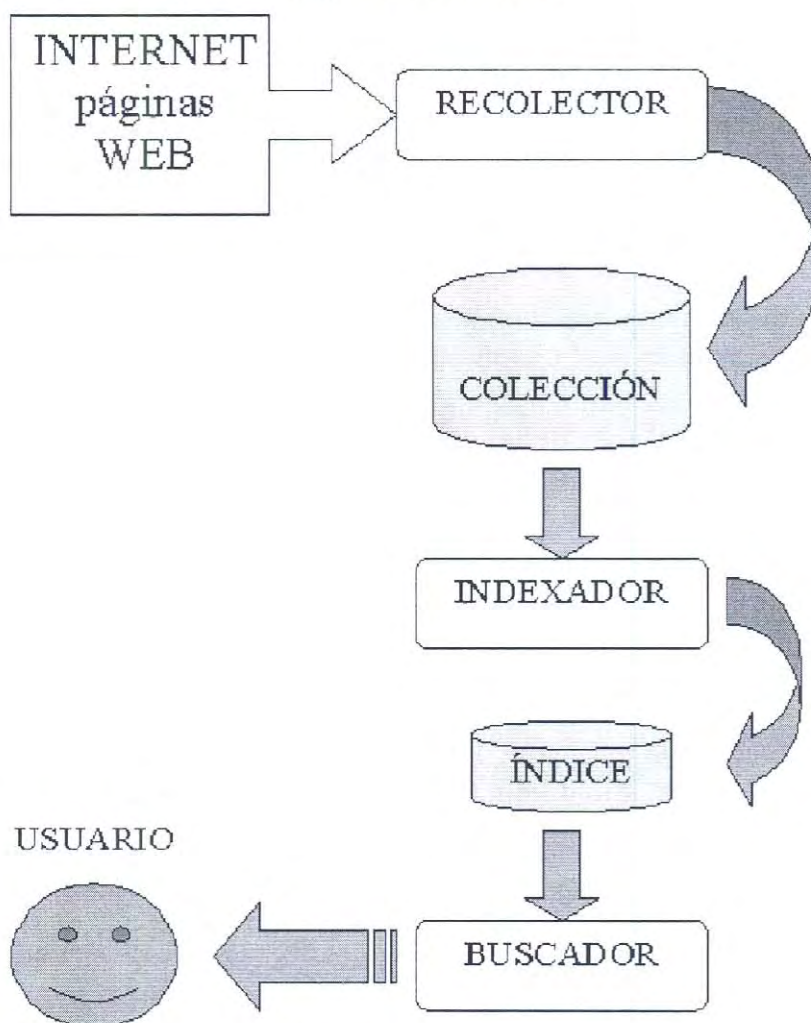 INTERNET
páginas
WEB
RECOLECTOR
COLECCIÓN
INDEXADOR
ÍNDICE
USUARIO
BUSCADOR